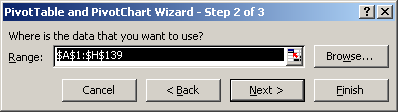 PivotTable and PivotChart Wizard - Step 2 of 3
Where is the data that you want to use?
Range: $A$1:$H$139 Browse...
Cancel < Back Next > Finish